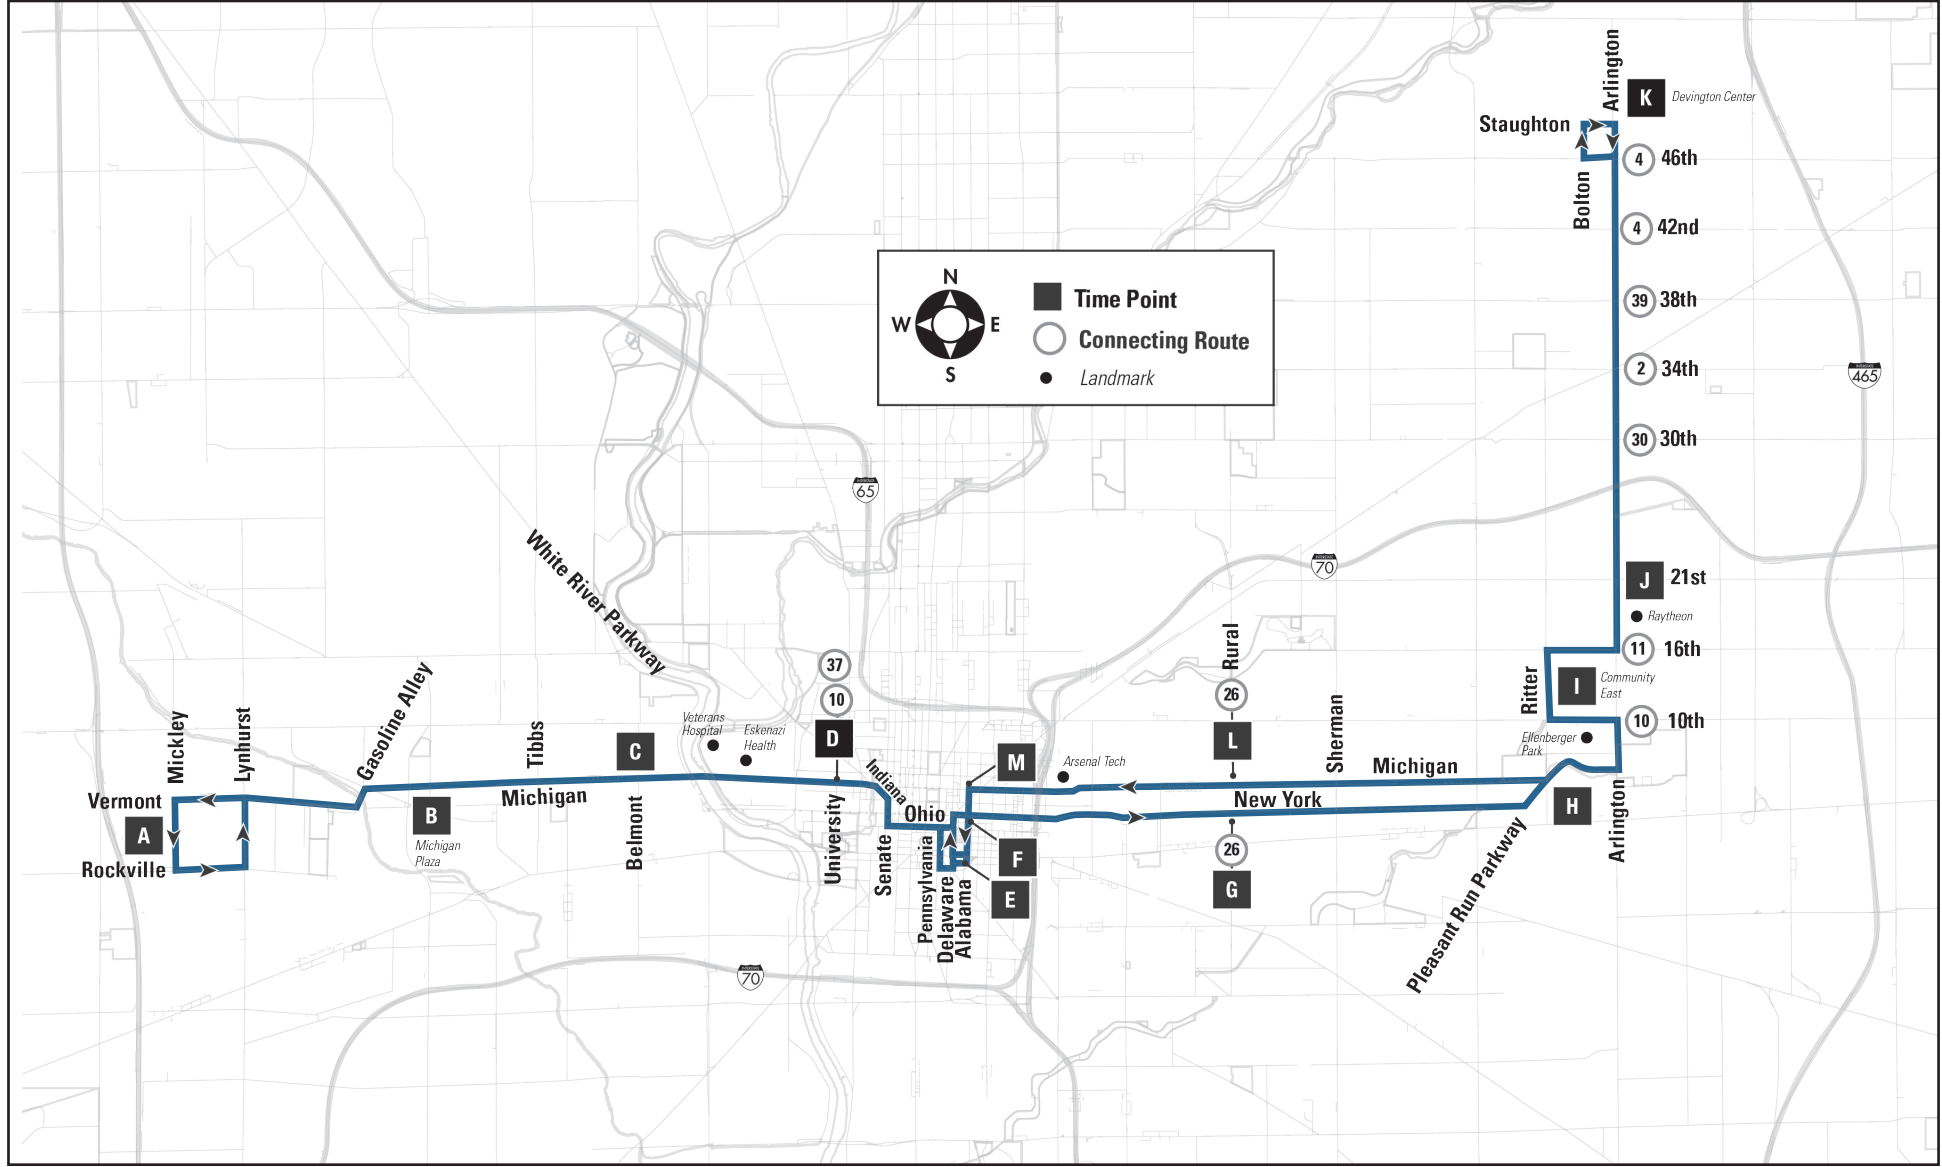 Arlington
K
Devington Center
Staughton
4
46th
Bolton
4
42nd
N
W
E
S
Time Point
Connecting Route
Landmark
39
38th
2
34th
465
30
30th
65
70
White River Parkway
J
21st
Raytheon
11
16th
Rural
26
L
37
10
D
Ritter
I
Community
East
10
10th
Ellenberger
Park
Mickley
Lynhurst
Gasoline Alley
Tibbs
C
Veterans
Hospital
Eskenazi
Health
Indiana
M
Arsenal Tech
Sherman
Michigan
Vermont
A
Rockville
B
Michigan
Plaza
Michigan
Belmont
University
Senate
Ohio
Pennsylvania
Delaware
Alabama
F
E
New York
26
G
H
Arlington
Pleasant Run Parkway
70